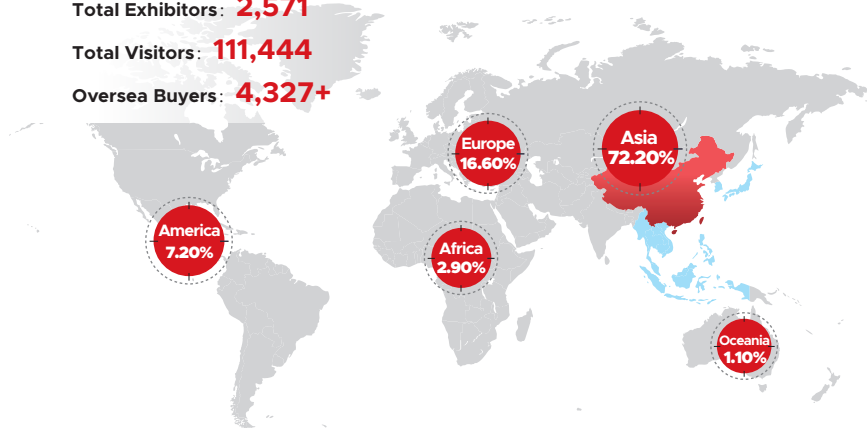 Total Exhibitors: 2,571
Total Visitors: 111,444
Oversea Buyers: 4,327+
Europe
16.60%
Asia
72.20%
America
7.20%
Africa
2.90%
Oceania
1.10%